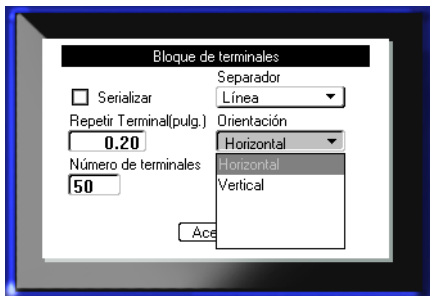 Bloque de terminales
Separador
Serializar
Línea
Repetir Terminal(pulg.)
Orientación
0.20
Horizontal
Número de terminales
Horizontal
50
Vertical